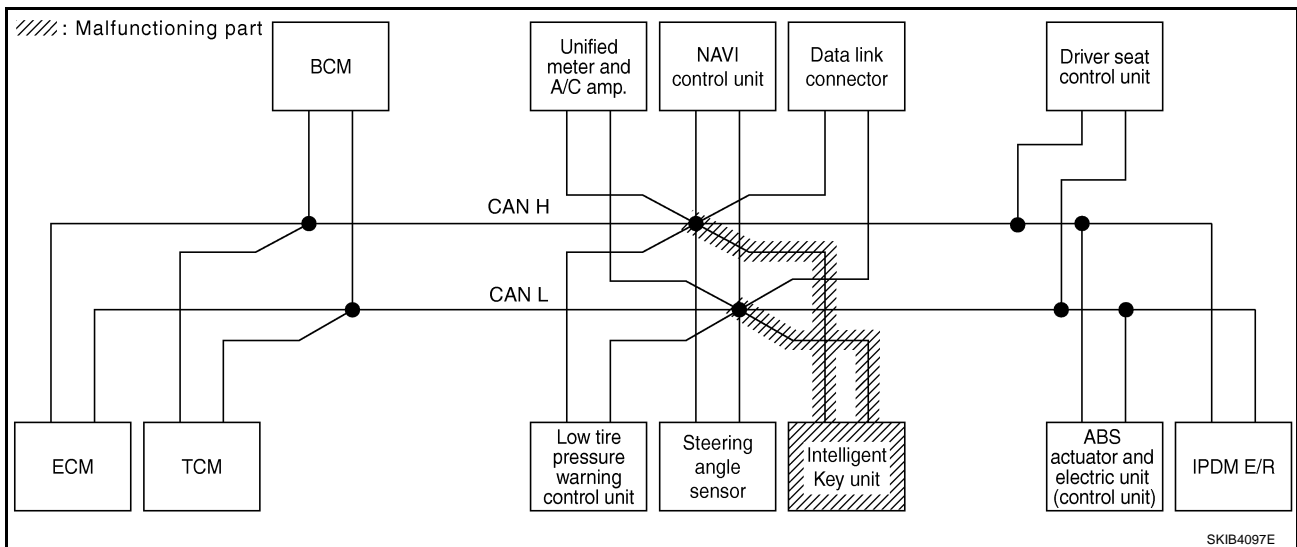 : Malfunctioning part
BCM
Unified
meter and
A/C amp.
NAVI
control unit
Data link
connector
Driver seat
control unit
CAN H
CAN L
ECM
TCM
Low tire
pressure
warning
control unit
Steering
angle
sensor
Intelligent
Key unit
ABS
actuator and
electric unit
(control unit)
IPDM E/R
SKIB4097E